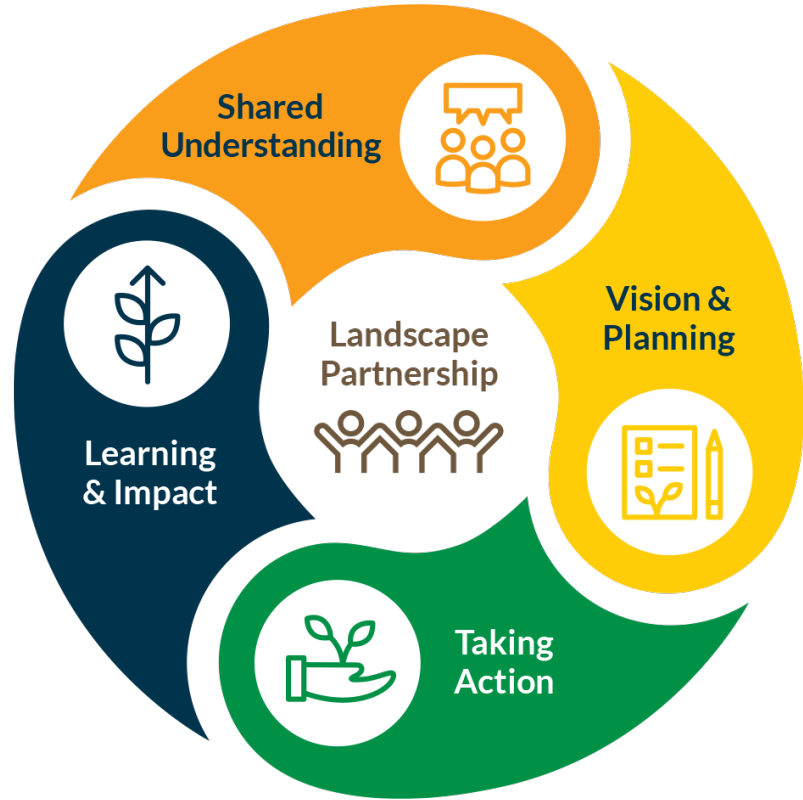 Shared
Understanding
Vision &
Planning
Landscape
Partnership
Learning
& Impact
Taking
Action